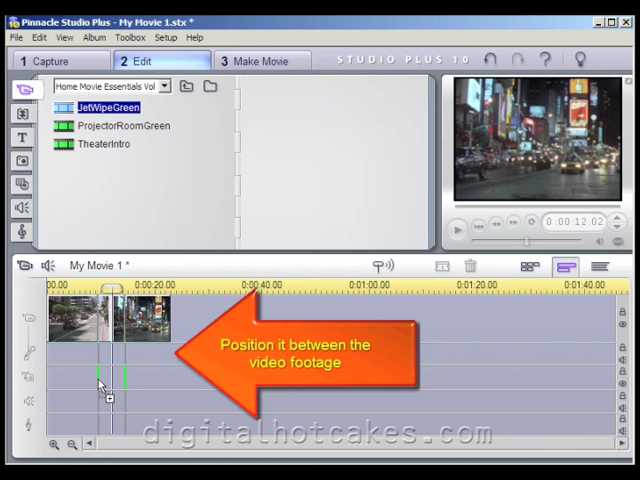 Pinnacle Studio Plus - My Movie 1.stx *
File Edit View Album Toolbox Setup Help
1 Capture 2 Edit 3 Make Movie STUDIO PLUS 10
Home Movie Essentials Vol
JetWipeGreen
ProjectorRoomGreen
TheaterIntro
T
0:00:12.02
My Movie 1 *
00.00 0:00:20.00 0:00:40.00 0:01:00.00 0:01:20.00 0:01:40.00
Position it between the
video footage
digitalhotcakes.com